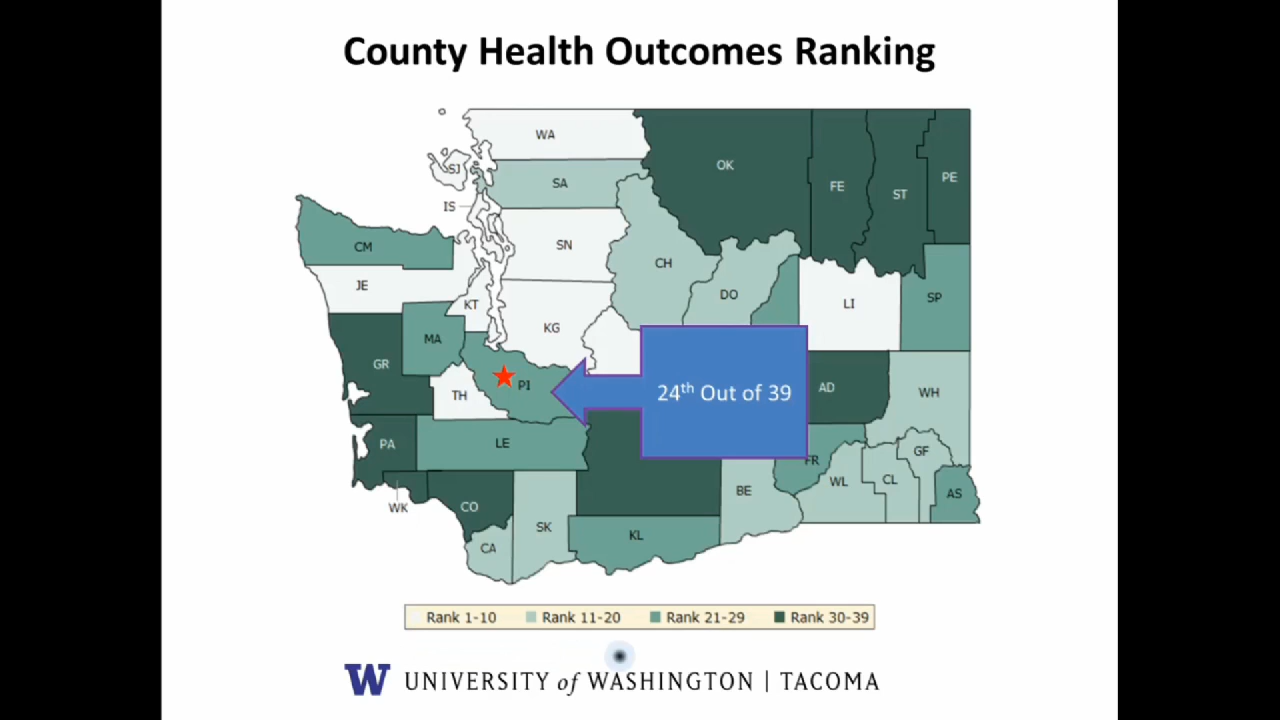 County Health Outcomes Ranking
WA
OK
SJ
SA
FE
ST
PE
IS
CM
SN
CH
JE
DO
LI
SP
KT
KG
MA
GR
TH
PI
24th Out of 39
AD
WH
PA
LE
FR
GF
WL
CL
AS
BE
WK
CO
SK
CA
KL
Rank 1-10 Rank 11-20 Rank 21-29 Rank 30-39
W UNIVERSITY of WASHINGTON | TACOMA